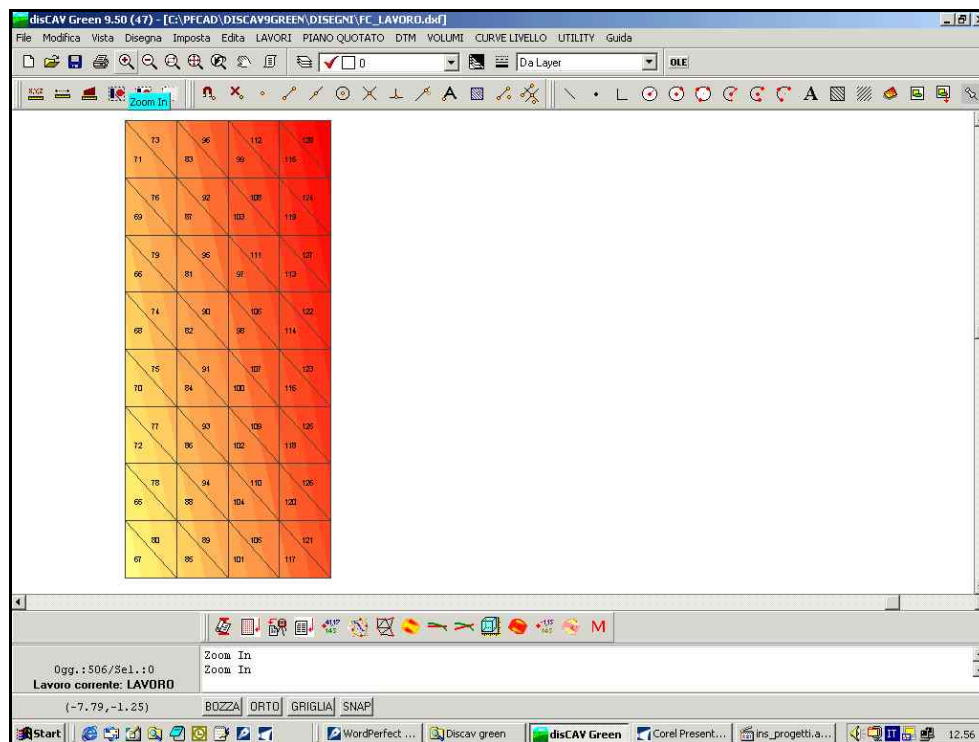 disCAV Green 9.50 (47) - [C:\PFCAD\DISCAV9GREEN\DISEGNI\FC_LAVORO.dxf]
File Modifica Vista Disegna Imposta Edita LAVORI PIANO QUOTATO DTM VOLUMI CURVE LIVELLO UTILITY Guida
0 Da Layer OLE
Zoom In
73 96 112
71 83 99 116
76 92 108 124
69 87 103 119
79 95 111 127
66 81 97 113
74 90 106 122
68 82 98 114
75 91 107 123
70 84 100 116
77 93 109 125
72 86 102 118
78 94 110 126
65 88 104 120
80 89 105 121
67 85 101 117
M
Zoom In
Ogg.:506/Sel.:0 Zoom In
Lavoro corrente: LAVORO
(-7.79,-1.25) BOZZA ORTO GRIGLIA SNAP
Start WordPerfect ... Discav green disCAV Green Corel Present... ins_progetti.a... 12.56